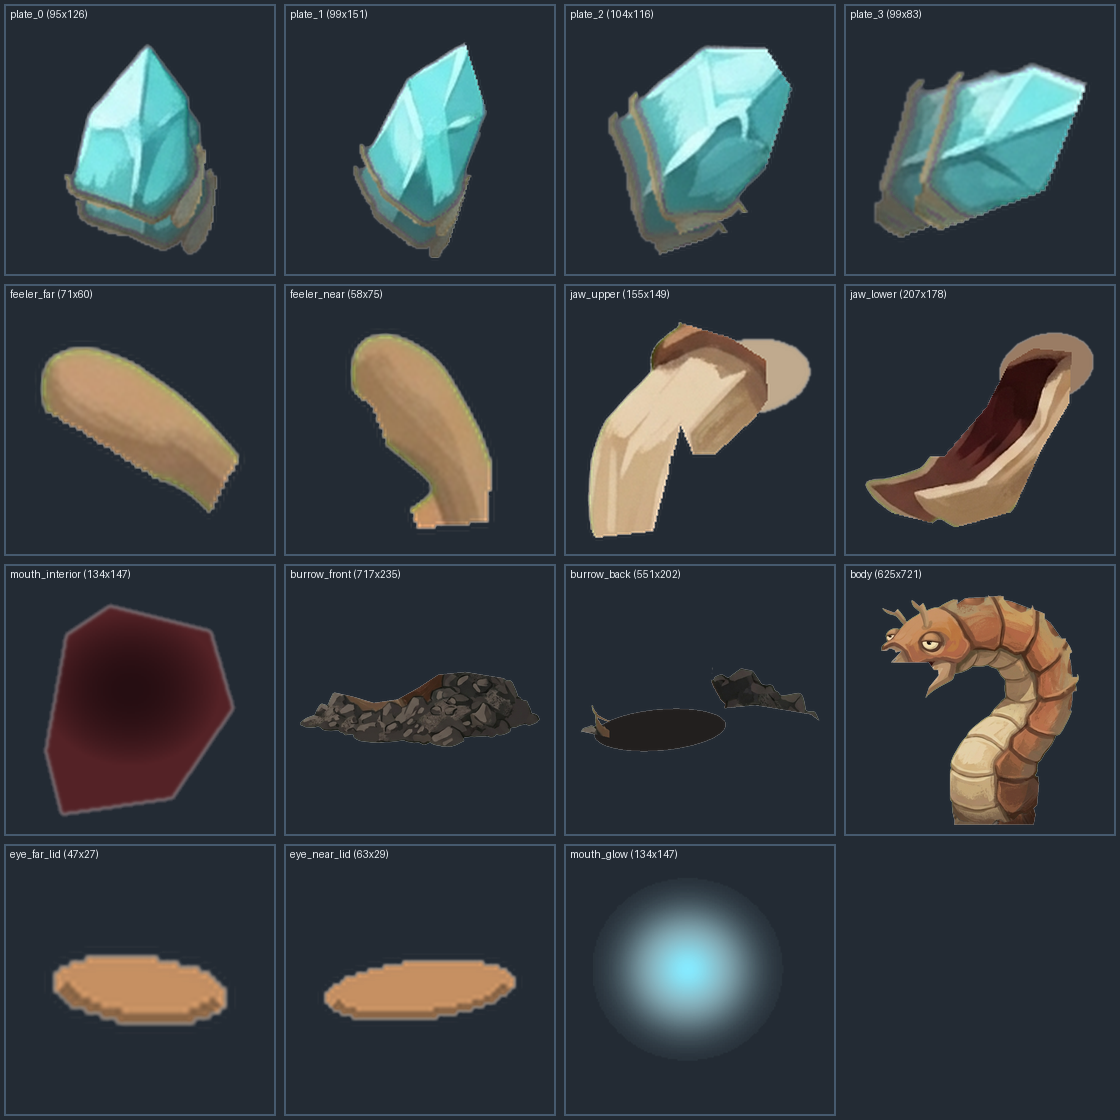 plate_0 (95x126)
plate_1 (99x151)
plate_2 (104x116)
plate_3 (99x83)
feeler_far (71x60)
feeler_near (58x75)
jaw_upper (155x149)
jaw_lower (207x178)
mouth_interior (134x147)
burrow_front (717x235)
burrow_back (551x202)
body (625x721)
eye_far_lid (47x27)
eye_near_lid (63x29)
mouth_glow (134x147)